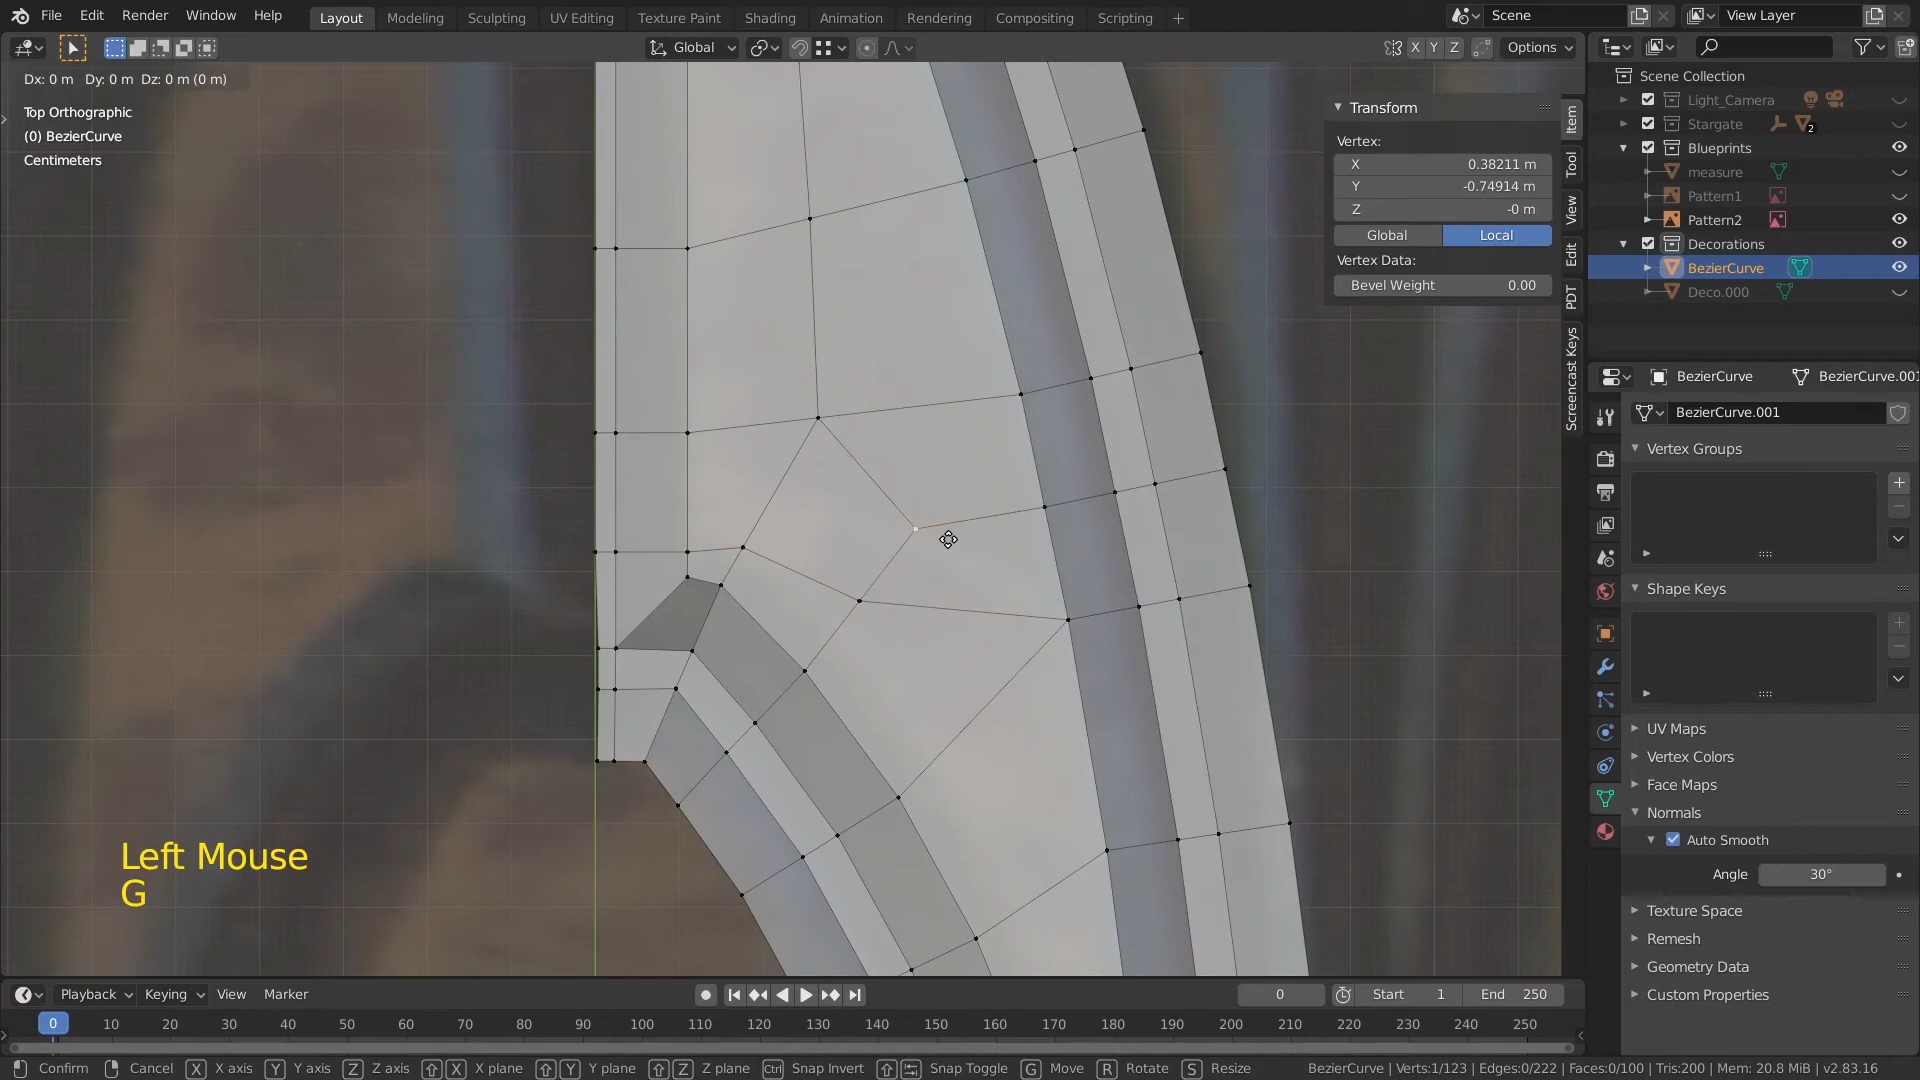 File Edit Render Window Help Layout Modeling Sculpting UV Editing Texture Paint Shading Animation Rendering Compositing Scripting + Scene View Layer
Global X Y Z Options
Dx: 0 m Dy: 0 m Dz: 0 m (0 m)
Top Orthographic
(0) BezierCurve
Centimeters
Transform
Vertex:
X 0.38211 m
Y -0.74914 m
Z -0 m
Global Local
Vertex Data:
Bevel Weight 0.00
Item
Tool
View
Edit
PDT
Screencast Keys
Scene Collection
Light_Camera
Stargate 2
Blueprints
measure
Pattern1
Pattern2
Decorations
BezierCurve
Deco.000
BezierCurve BezierCurve.001
BezierCurve.001
Vertex Groups
Shape Keys
UV Maps
Vertex Colors
Face Maps
Normals
Auto Smooth
Angle 30°
Texture Space
Remesh
Geometry Data
Custom Properties
Left Mouse
G
Playback Keying View Marker 0 Start 1 End 250
0 10 20 30 40 50 60 70 80 90 100 110 120 130 140 150 160 170 180 190 200 210 220 230 240 250
Confirm Cancel X X axis Y Y axis Z Z axis X X plane Y Y plane Z Z plane Ctrl Snap Invert Snap Toggle G Move R Rotate S Resize BezierCurve | Verts:1/123 | Edges:0/222 | Faces:0/100 | Tris:200 | Mem: 20.8 MiB | v2.83.16